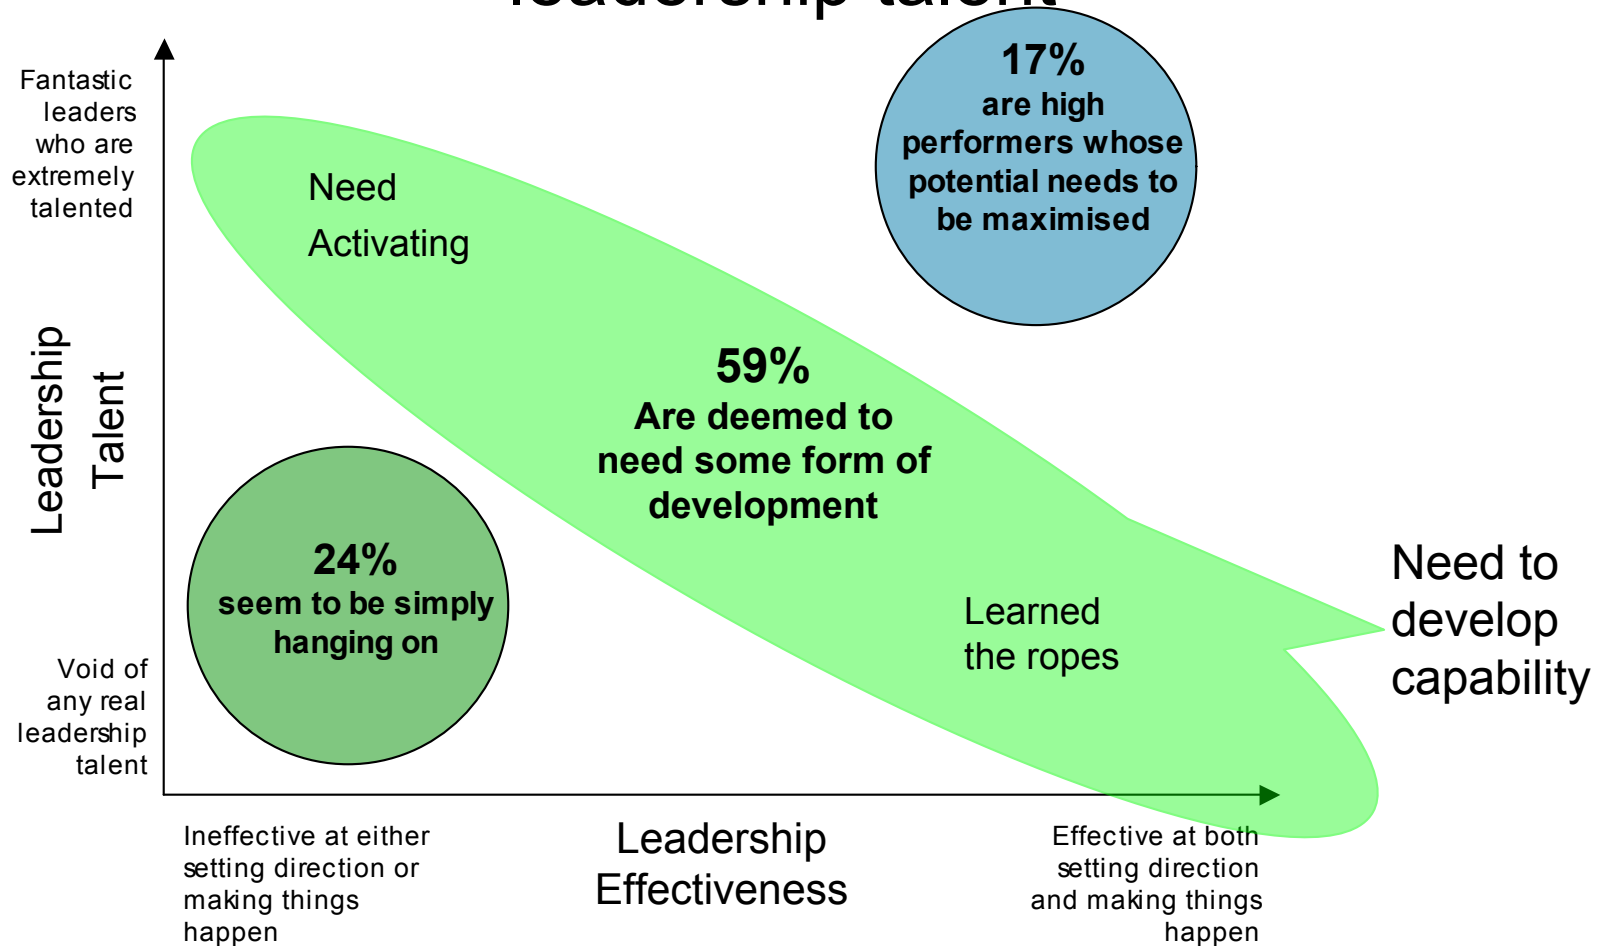 leadership talent
17%
are high
performers whose
potential needs to
be maximised
Fantastic
leaders
who are
extremely
talented
Need
Activating
59%
Are deemed to
need some form of
development
Leadership
Talent
24%
seem to be simply
hanging on
Learned
the ropes
Need to
develop
capability
Void of
any real
leadership
talent
Ineffective at either
setting direction or
making things
happen
Leadership
Effectiveness
Effective at both
setting direction
and making things
happen